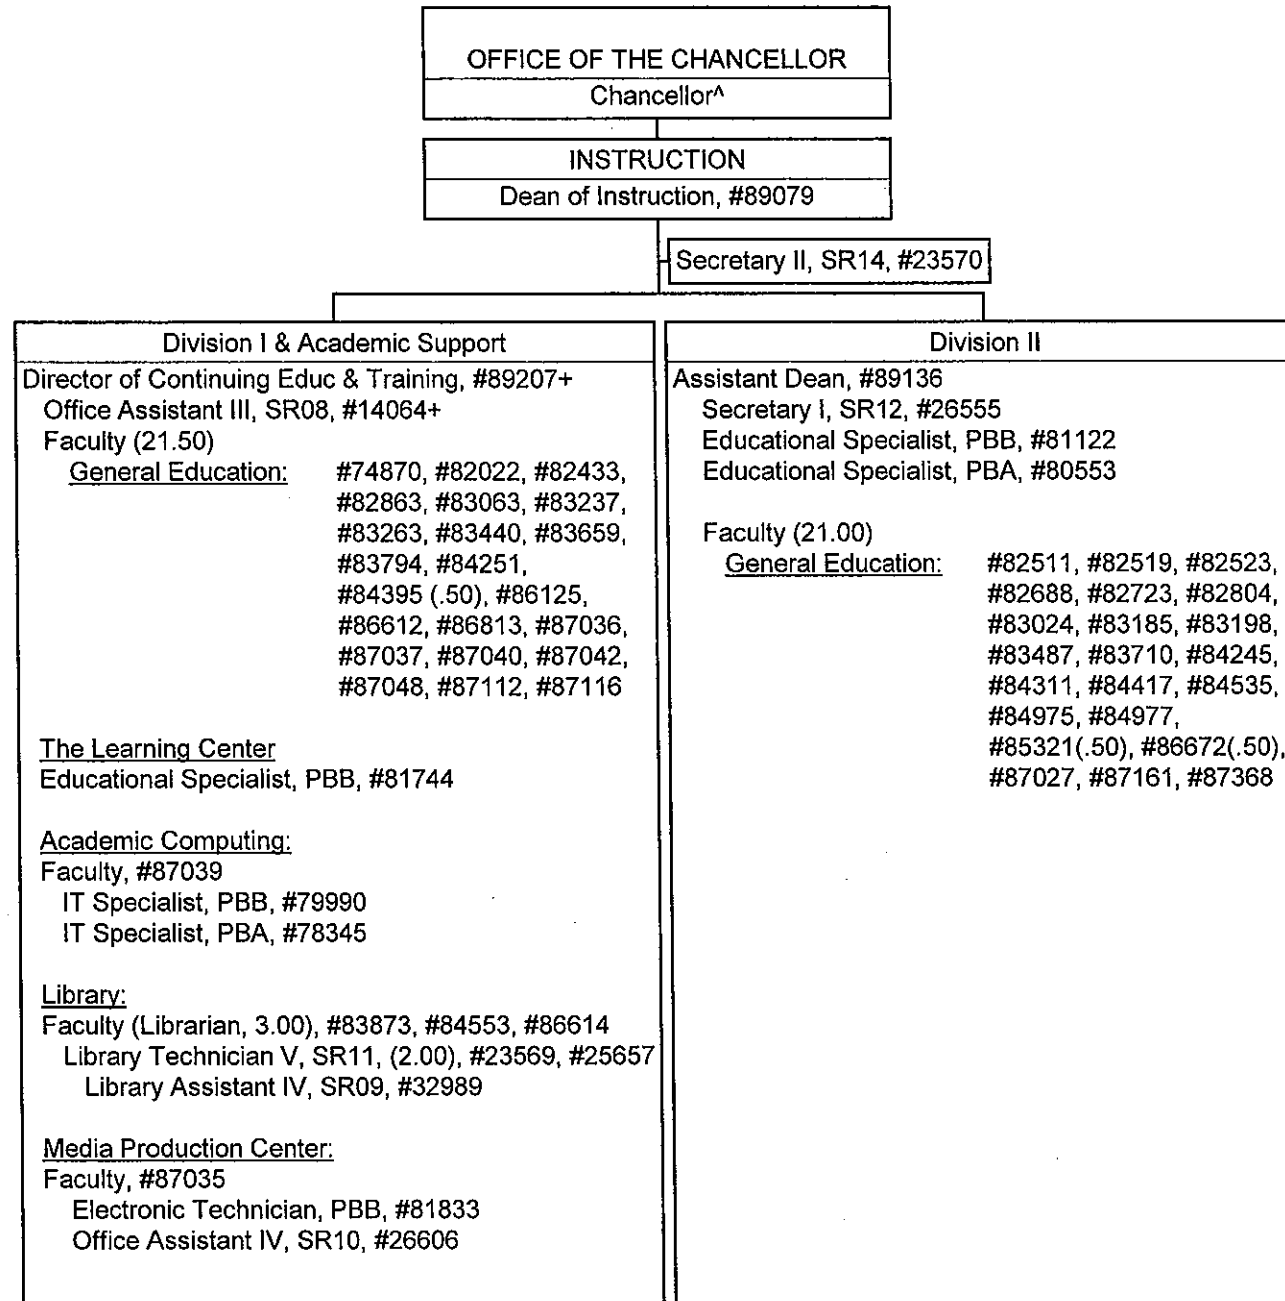 OFFICE OF THE CHANCELLOR
Chancellor^
INSTRUCTION
Dean of Instruction, #89079
Secretary II, SR14, #23570
Division I & Academic Support
Director of Continuing Educ & Training, #89207+
Office Assistant III, SR08, #14064+
Faculty (21.50)
General Education: #74870, #82022, #82433,
#82863, #83063, #83237,
#83263, #83440, #83659,
#83794, #84251,
#84395 (.50), #86125,
#86612, #86813, #87036,
#87037, #87040, #87042,
#87048, #87112, #87116
The Learning Center
Educational Specialist, PBB, #81744
Academic Computing:
Faculty, #87039
IT Specialist, PBB, #79990
IT Specialist, PBA, #78345
Library:
Faculty (Librarian, 3.00), #83873, #84553, #86614
Library Technician V, SR11, (2.00), #23569, #25657
Library Assistant IV, SR09, #32989
Media Production Center:
Faculty, #87035
Electronic Technician, PBB, #81833
Office Assistant IV, SR10, #26606
Division II
Assistant Dean, #89136
Secretary I, SR12, #26555
Educational Specialist, PBB, #81122
Educational Specialist, PBA, #80553
Faculty (21.00)
General Education: #82511, #82519, #82523,
#82688, #82723, #82804,
#83024, #83185, #83198,
#83487, #83710, #84245,
#84311, #84417, #84535,
#84975, #84977,
#85321(.50), #86672(.50),
#87027, #87161, #87368